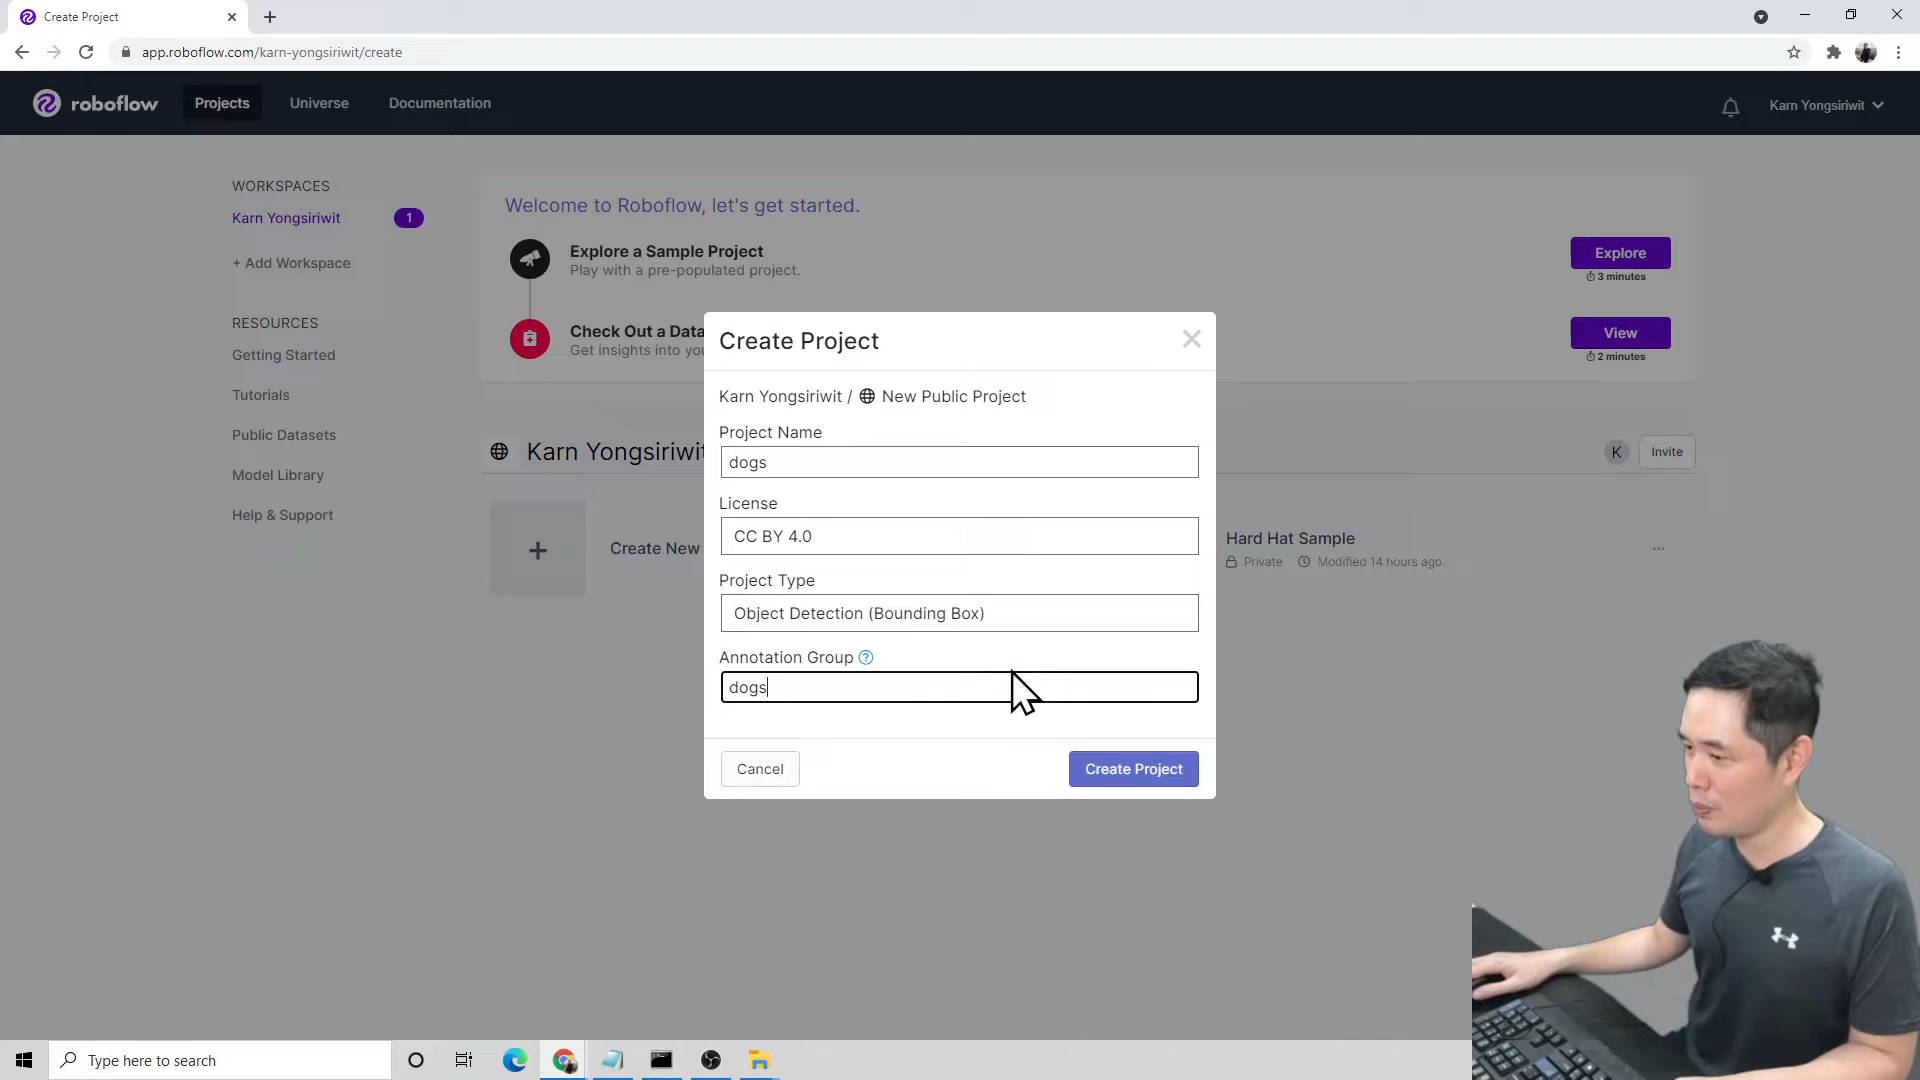 Create Project
app.roboflow.com/karn-yongsiriwit/create
roboflow
Projects
Universe
Documentation
Karn Yongsiriwit
WORKSPACES
Karn Yongsiriwit
1
+ Add Workspace
RESOURCES
Getting Started
Tutorials
Public Datasets
Model Library
Help & Support
Welcome to Roboflow, let's get started.
Explore a Sample Project
Play with a pre-populated project.
Explore
3 minutes
Check Out a Data
Get insights into you
View
2 minutes
Karn Yongsiriwit
K
Invite
+
Create New
Hard Hat Sample
Private
Modified 14 hours ago
...
Create Project
Karn Yongsiriwit / New Public Project
Project Name
dogs
License
CC BY 4.0
Project Type
Object Detection (Bounding Box)
Annotation Group ?
dogs
Cancel
Create Project
Type here to search